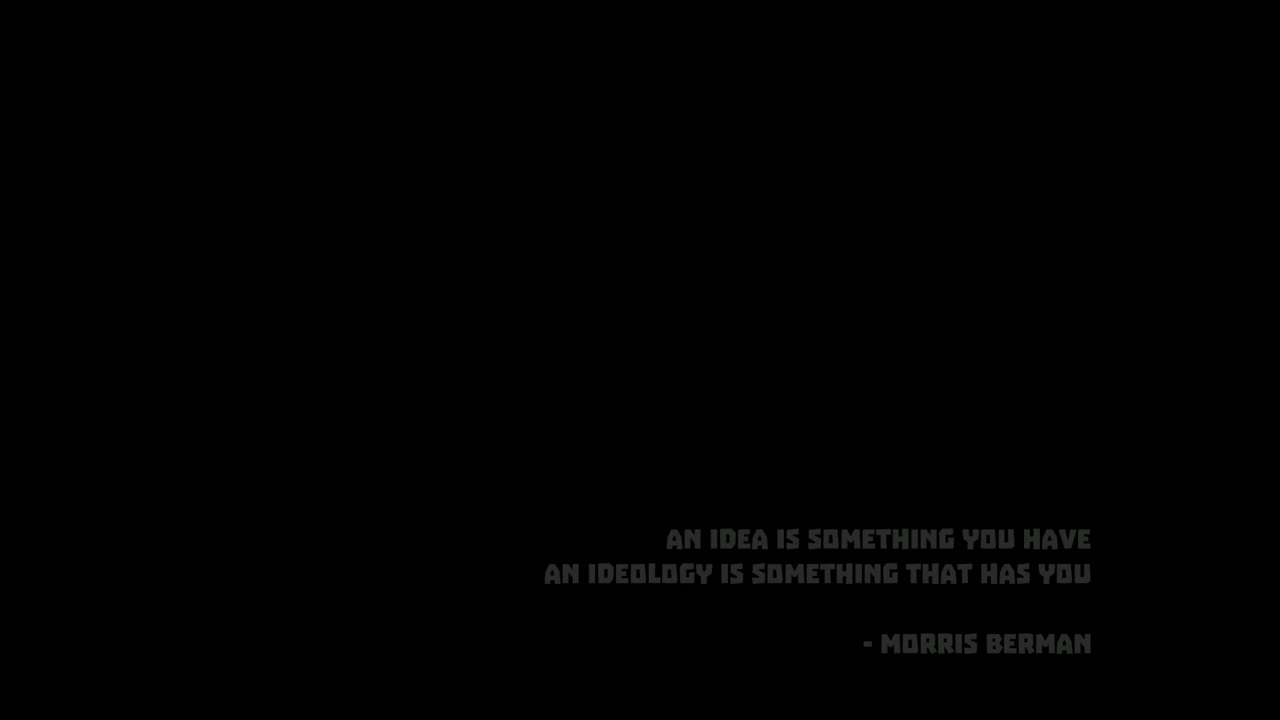 AN IDEA IS SOMETHING YOU HAVE
AN IDEOLOGY IS SOMETHING THAT HAS YOU
- MORRIS BERMAN